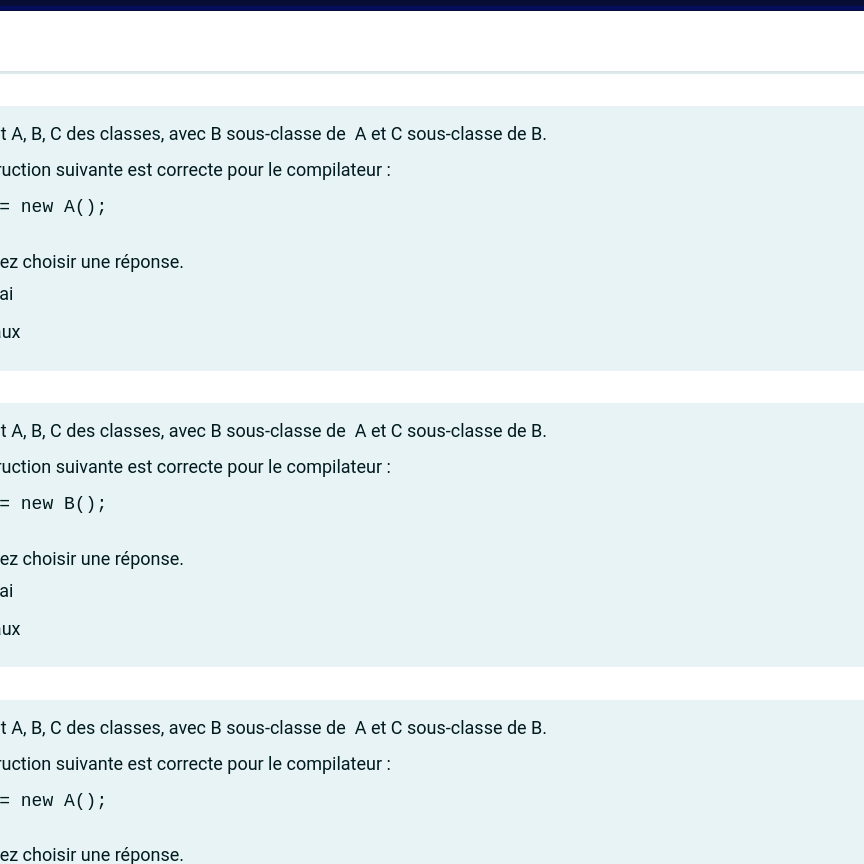 t A, B, C des classes, avec B sous-classe de  A et C sous-classe de B.
ruction suivante est correcte pour le compilateur :
= new A();
ez choisir une réponse.
ai
aux
t A, B, C des classes, avec B sous-classe de  A et C sous-classe de B.
ruction suivante est correcte pour le compilateur :
= new B();
ez choisir une réponse.
ai
aux
t A, B, C des classes, avec B sous-classe de  A et C sous-classe de B.
ruction suivante est correcte pour le compilateur :
= new A();
ez choisir une réponse.